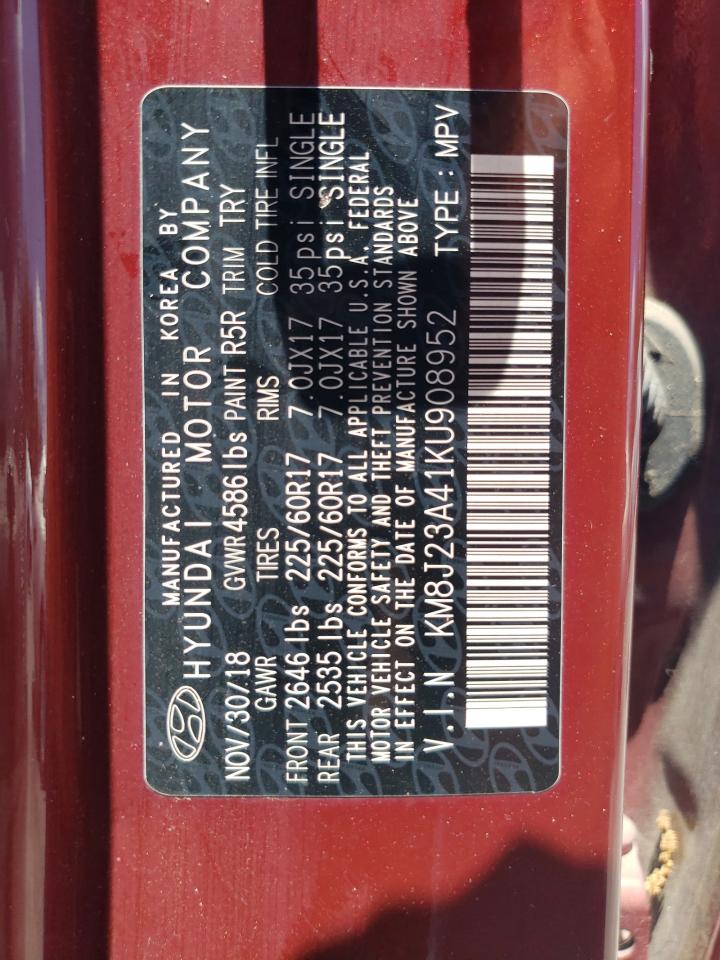 MANUFACTURED IN KOREA BY
HYUNDAI MOTOR COMPANY
NOV/30/18 GVWR4586lbs PAINT R5R TRIM TRY
GAWR TIRES RIMS COLD TIRE INFL
FRONT 2646 lbs 225/60R17 7.0JX17 35psi SINGLE
REAR 2535 lbs 225/60R17 7.0JX17 35psi SINGLE
THIS VEHICLE CONFORMS TO ALL APPLICABLE U.S.A. FEDERAL
MOTOR VEHICLE SAFETY AND THEFT PREVENTION STANDARDS
IN EFFECT ON THE DATE OF MANUFACTURE SHOWN ABOVE
V.I.N KM8J23A41KU908952 TYPE : MPV